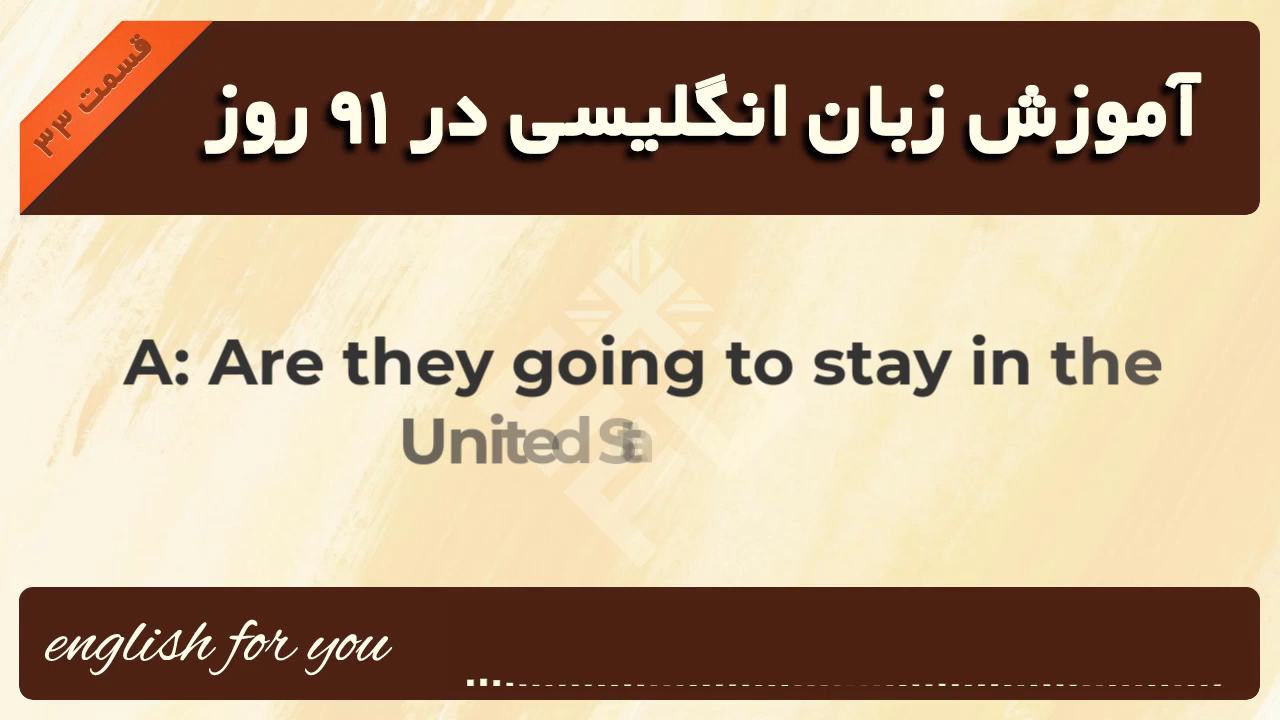 قسمت ۳۳
آموزش زبان انگلیسی در ۹۱ روز
A: Are they going to stay in the
United Sta
english for you